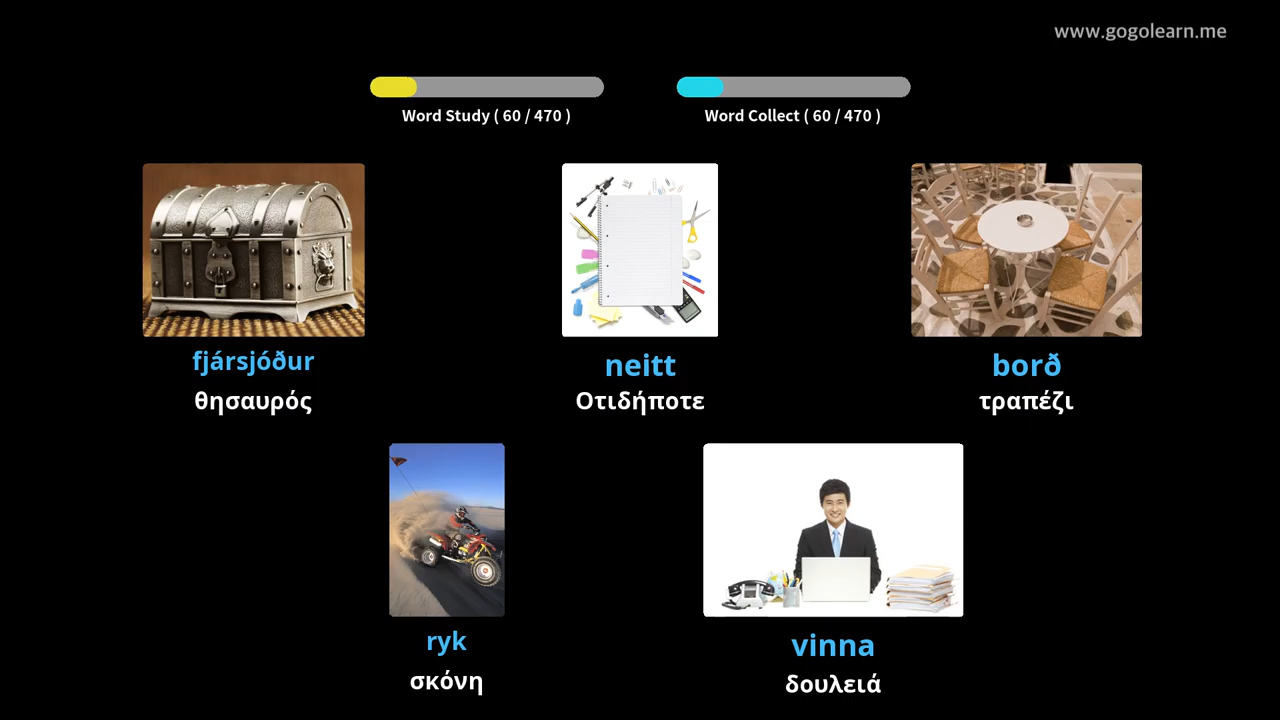 www.gogolearn.me
Word Study ( 60 / 470 )
Word Collect ( 60 / 470 )
fjársjóður
θησαυρός
neitt
Οτιδήποτε
borð
τραπέζι
ryk
σκόνη
vinna
δουλειά